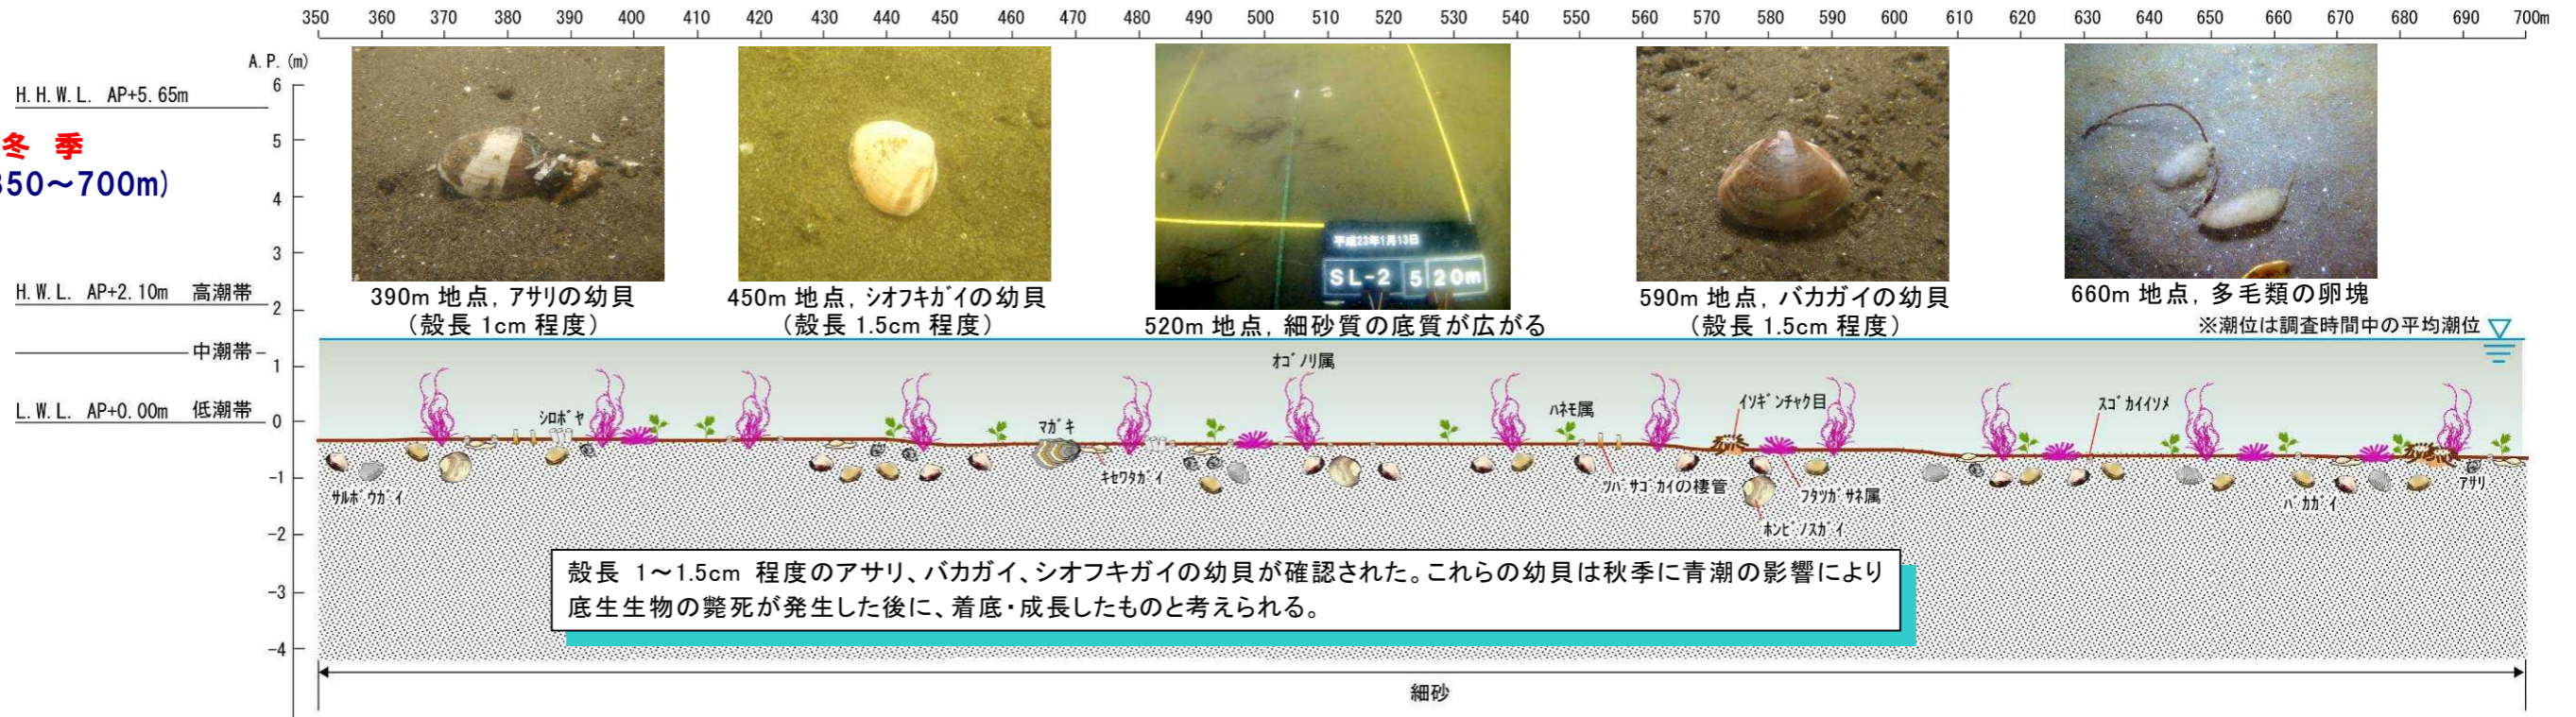 350 360 370 380 390 400 410 420 430 440 450 460 470 480 490 500 510 520 530 540 550 560 570 580 590 600 610 620 630 640 650 660 670 680 690 700m
A.P.(m)
H.H.W.L. AP+5.65m
冬 季
350～700m)
H.W.L. AP+2.10m 高潮帯
中潮帯
L.W.L. AP+0.00m 低潮帯
6
5
4
3
2
1
0
-1
-2
-3
-4
390m 地点, アサリの幼貝
(殻長 1cm 程度)
450m 地点, シオフキガイの幼貝
(殻長 1.5cm 程度)
平成23年1月13日
SL-2 520m
520m 地点, 細砂質の底質が広がる
590m 地点, バカガイの幼貝
(殻長 1.5cm 程度)
660m 地点, 多毛類の卵塊
※潮位は調査時間中の平均潮位
オゴノリ属
シロボヤ
マガキ
ハネモ属
イソギンチャク目
スゴカイイソメ
サルボウガイ
キセワタガイ
ツバサゴカイの棲管
フタツガサネ属
ホンビノスガイ
バカガイ
アサリ
殻長 1～1.5cm 程度のアサリ、バカガイ、シオフキガイの幼貝が確認された。これらの幼貝は秋季に青潮の影響により
底生生物の斃死が発生した後に、着底・成長したものと考えられる。
細砂